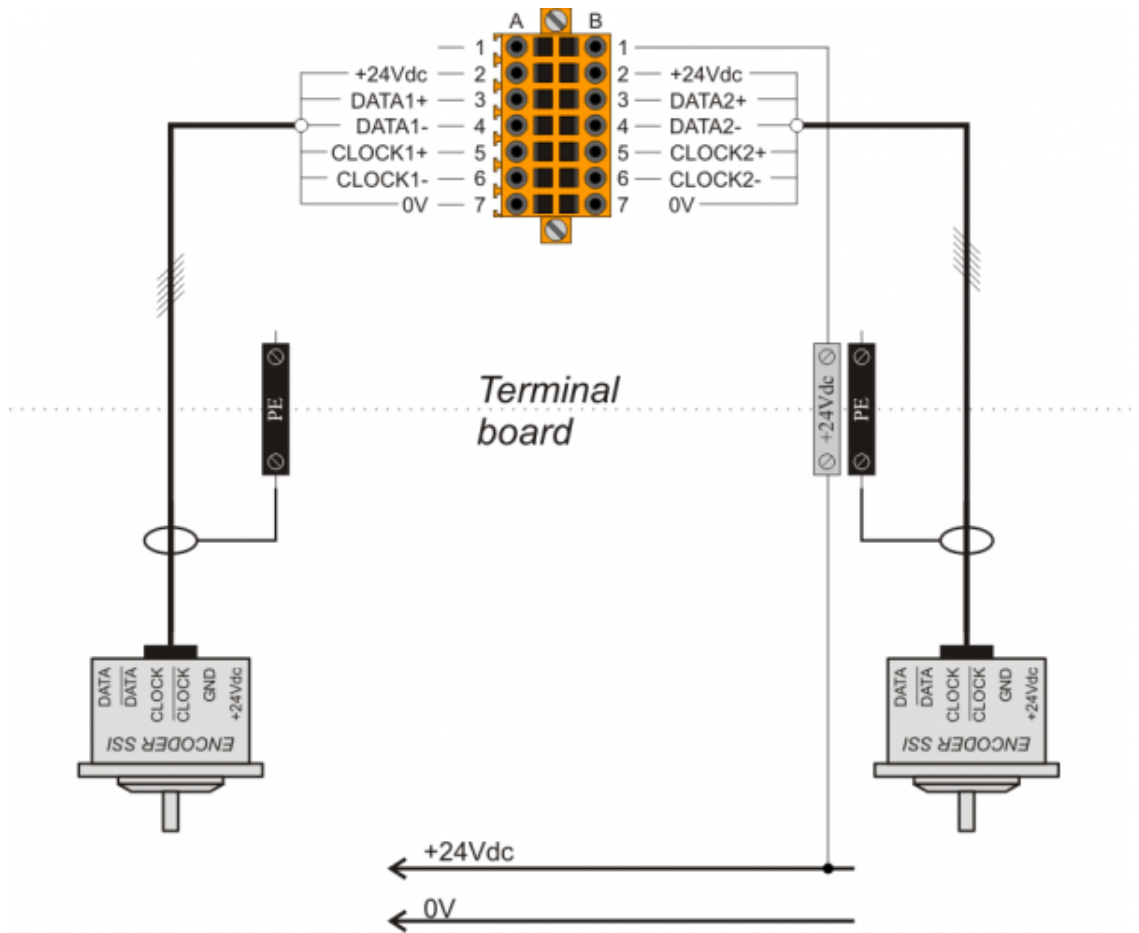 A B
1 1
+24Vdc 2 2 +24Vdc
DATA1+ 3 3 DATA2+
DATA1- 4 4 DATA2-
CLOCK1+ 5 5 CLOCK2+
CLOCK1- 6 6 CLOCK2-
0V 7 7 0V
PE
Terminal
board
+24Vdc
PE
DATA
DATA
CLOCK
CLOCK
GND
+24Vdc
ENCODER SSI
DATA
DATA
CLOCK
CLOCK
GND
+24Vdc
ENCODER SSI
+24Vdc
0V